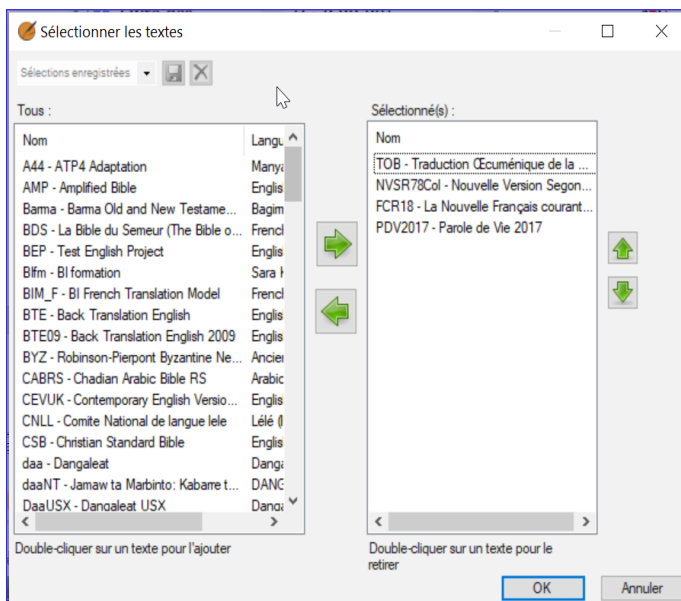 Sélectionner les textes
Sélections enregistrées
Tous :
Nom Langu
A44 - ATP4 Adaptation Manya
AMP - Amplified Bible Englis
Barma - Barma Old and New Testame... Bagim
BDS - La Bible du Semeur (The Bible o... French
BEP - Test English Project Englis
BIfm - BI formation Sara
BIM_F - BI French Translation Model French
BTE - Back Translation English Englis
BTE09 - Back Translation English 2009 Englis
BYZ - Robinson-Pierpont Byzantine Ne... Ancier
CABRS - Chadian Arabic Bible RS Arabic
CEVUK - Contemporary English Versio... Englis
CNLL - Comite National de langue lele Lélé (
CSB - Christian Standard Bible Englis
daa - Dangaleat Danga
daaNT - Jamaw ta Marbinto: Kabarre t... DANG
DaaUSX - Dangaleat USX Danga
Double-cliquer sur un texte pour l'ajouter
Sélectionné(s) :
Nom
TOB - Traduction Œcuménique de la ...
NVSR78Col - Nouvelle Version Segon...
FCR18 - La Nouvelle Français courant...
PDV2017 - Parole de Vie 2017
Double-cliquer sur un texte pour le
retirer
OK Annuler